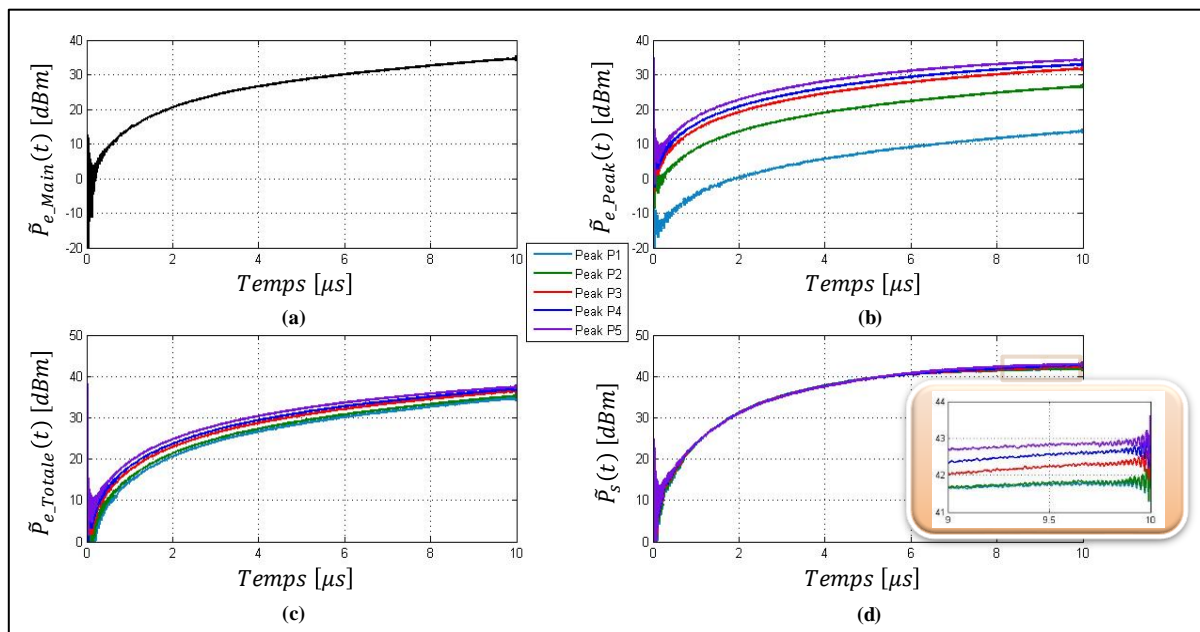 40
30
20
10
0
-10
-20
P̃e_Main(t) [dBm]
0 2 4 6 8 10
Temps [μs]
(a)
40
30
20
10
0
-10
-20
P̃e_Peak(t) [dBm]
0 2 4 6 8 10
Temps [μs]
(b)
Peak P1
Peak P2
Peak P3
Peak P4
Peak P5
50
40
30
20
10
0
P̃e_Totale(t) [dBm]
0 2 4 6 8 10
Temps [μs]
(c)
50
40
30
20
10
0
P̃s(t) [dBm]
0 2 4 6 8 10
Temps [μs]
(d)
44
43
42
41
9 9.5 10